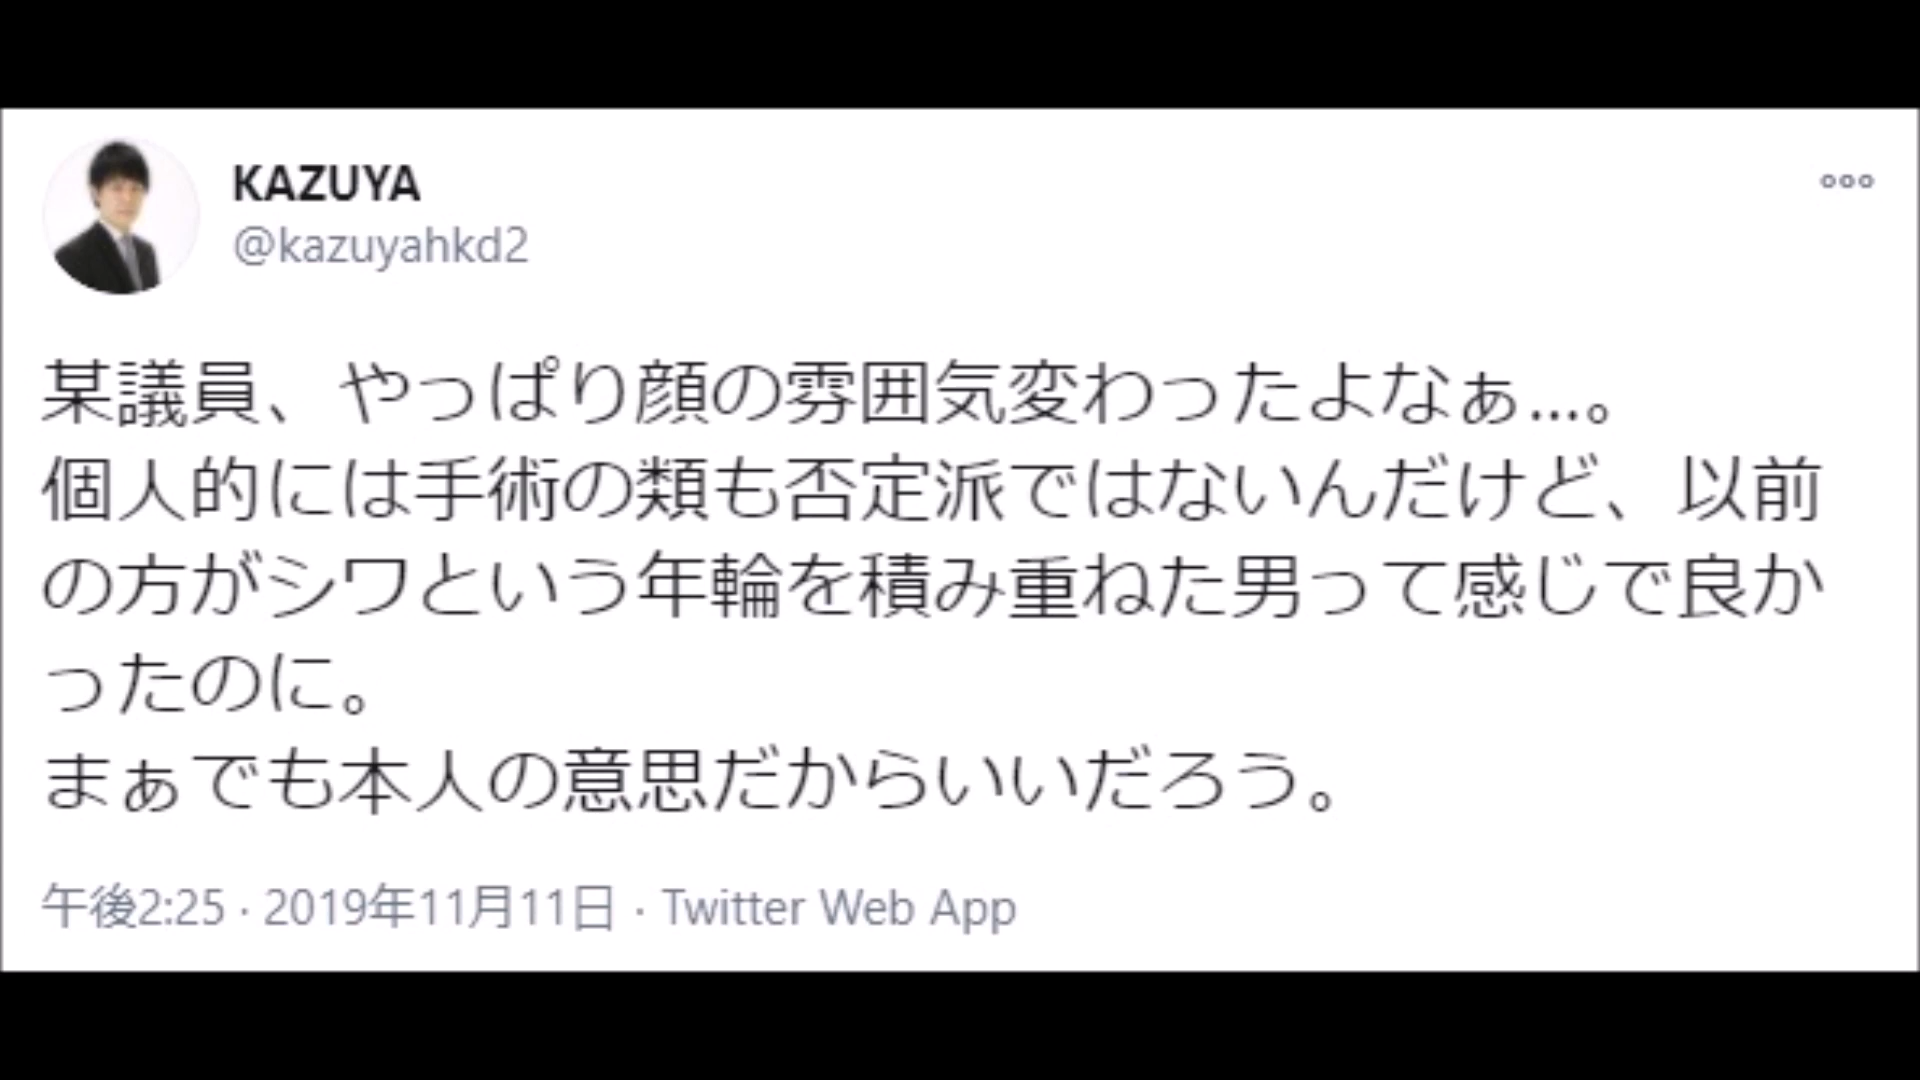 KAZUYA
@kazuyahkd2
某議員、やっぱり顔の雰囲気変わったよなぁ...。
個人的には手術の類も否定派ではないんだけど、以前
の方がシワという年輪を積み重ねた男って感じで良か
ったのに。
まぁでも本人の意思だからいいだろう。
午後2:25 · 2019年11月11日 · Twitter Web App